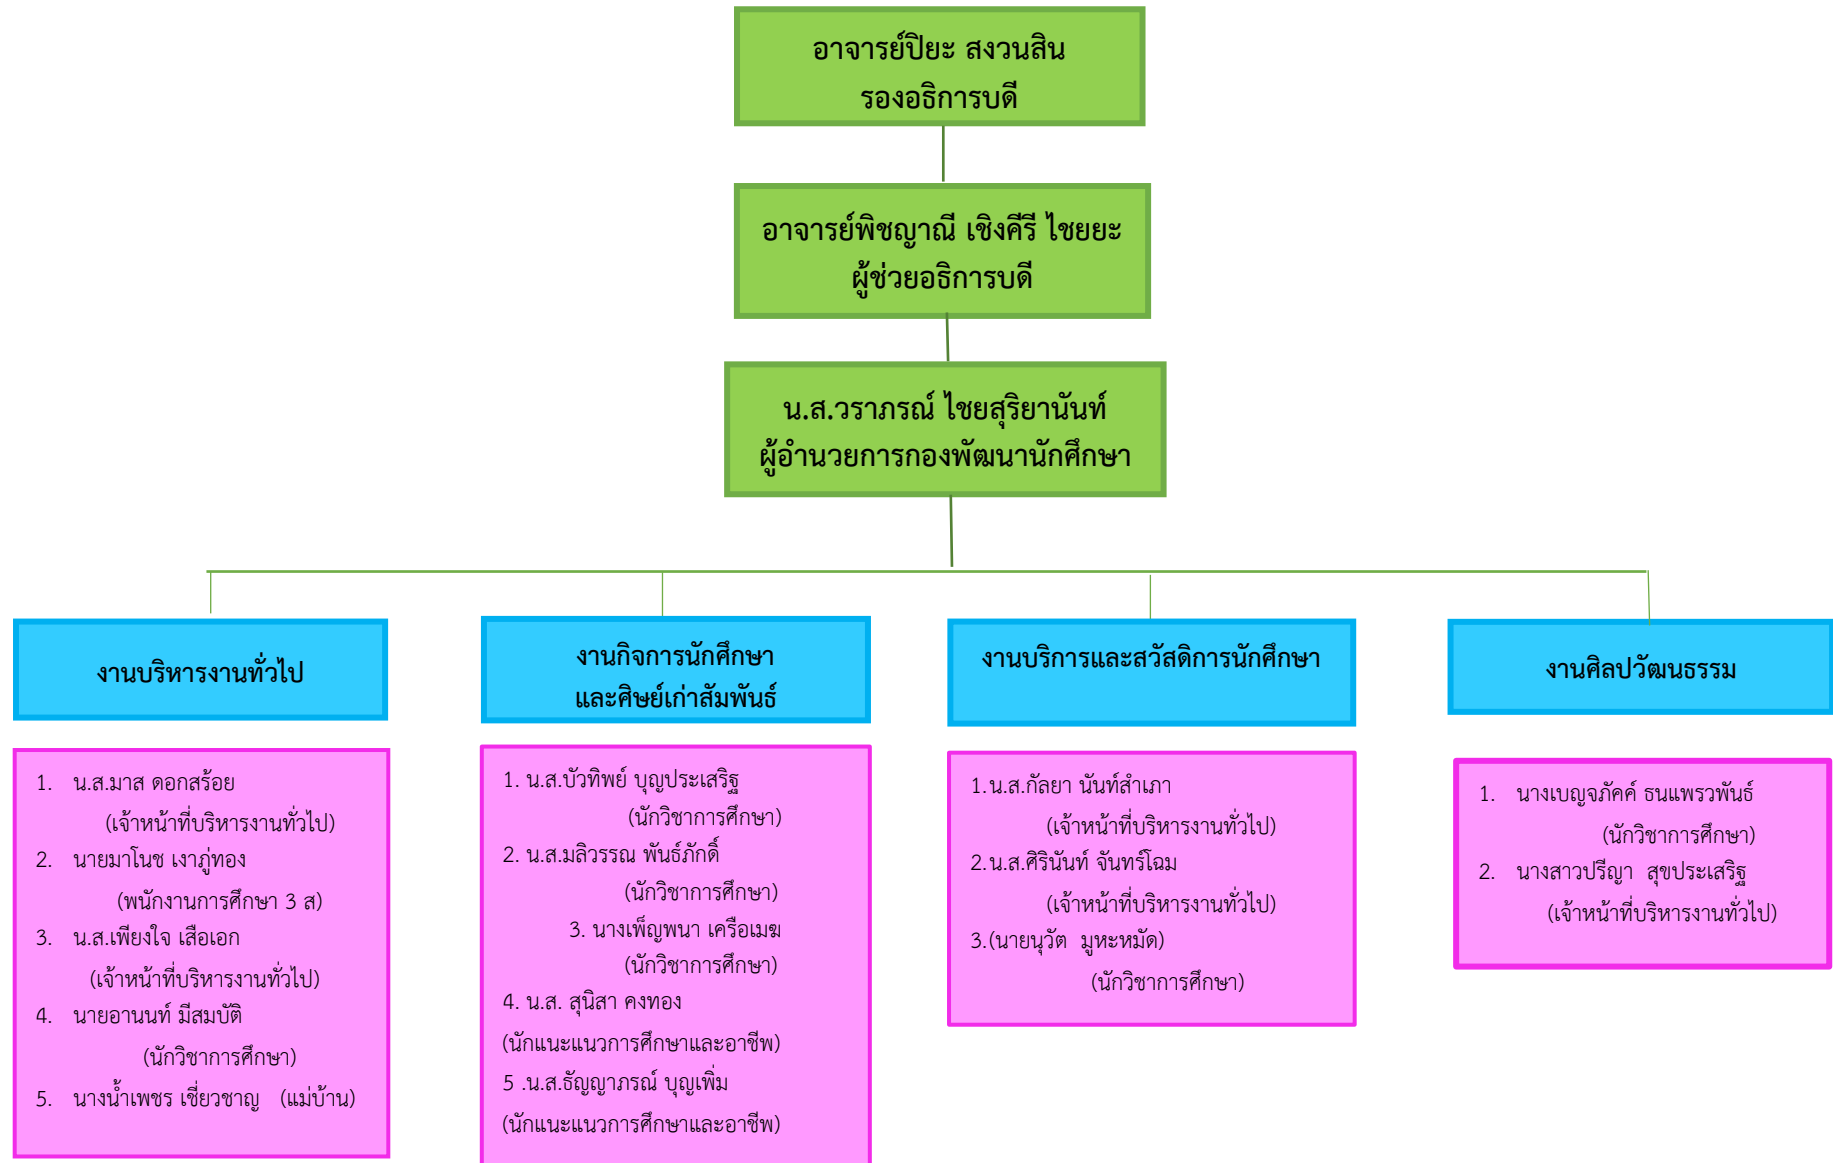 อาจารย์ปิยะ สงวนสิน
รองอธิการบดี
อาจารย์พิชญาณี เชิงคีรี ไชยยะ
ผู้ช่วยอธิการบดี
น.ส.วราภรณ์ ไชยสุริยานันท์
ผู้อำนวยการกองพัฒนานักศึกษา
งานบริหารงานทั่วไป
1. น.ส.มาส ดอกสร้อย
(เจ้าหน้าที่บริหารงานทั่วไป)
2. นายมาโนช เงาภู่ทอง
(พนักงานการศึกษา 3 ส)
3. น.ส.เพียงใจ เสือเอก
(เจ้าหน้าที่บริหารงานทั่วไป)
4. นายอานนท์ มีสมบัติ
(นักวิชาการศึกษา)
5. นางน้ำเพชร เชี่ยวชาญ (แม่บ้าน)
งานกิจการนักศึกษา
และศิษย์เก่าสัมพันธ์
1. น.ส.บัวทิพย์ บุญประเสริฐ
(นักวิชาการศึกษา)
2. น.ส.มลิวรรณ พันธ์ภักดิ์
(นักวิชาการศึกษา)
3. นางเพ็ญพนา เครือเมฆ
(นักวิชาการศึกษา)
4. น.ส. สุนิสา คงทอง
(นักแนะแนวการศึกษาและอาชีพ)
5 .น.ส.ธัญญาภรณ์ บุญเพิ่ม
(นักแนะแนวการศึกษาและอาชีพ)
งานบริการและสวัสดิการนักศึกษา
1.น.ส.กัลยา นันท์สำเภา
(เจ้าหน้าที่บริหารงานทั่วไป)
2.น.ส.ศิรินันท์ จันทร์โฉม
(เจ้าหน้าที่บริหารงานทั่วไป)
3.(นายนุวัต มูหะหมัด)
(นักวิชาการศึกษา)
งานศิลปวัฒนธรรม
1. นางเบญจภัคค์ ธนแพรวพันธ์
(นักวิชาการศึกษา)
2. นางสาวปรีญา สุขประเสริฐ
(เจ้าหน้าที่บริหารงานทั่วไป)